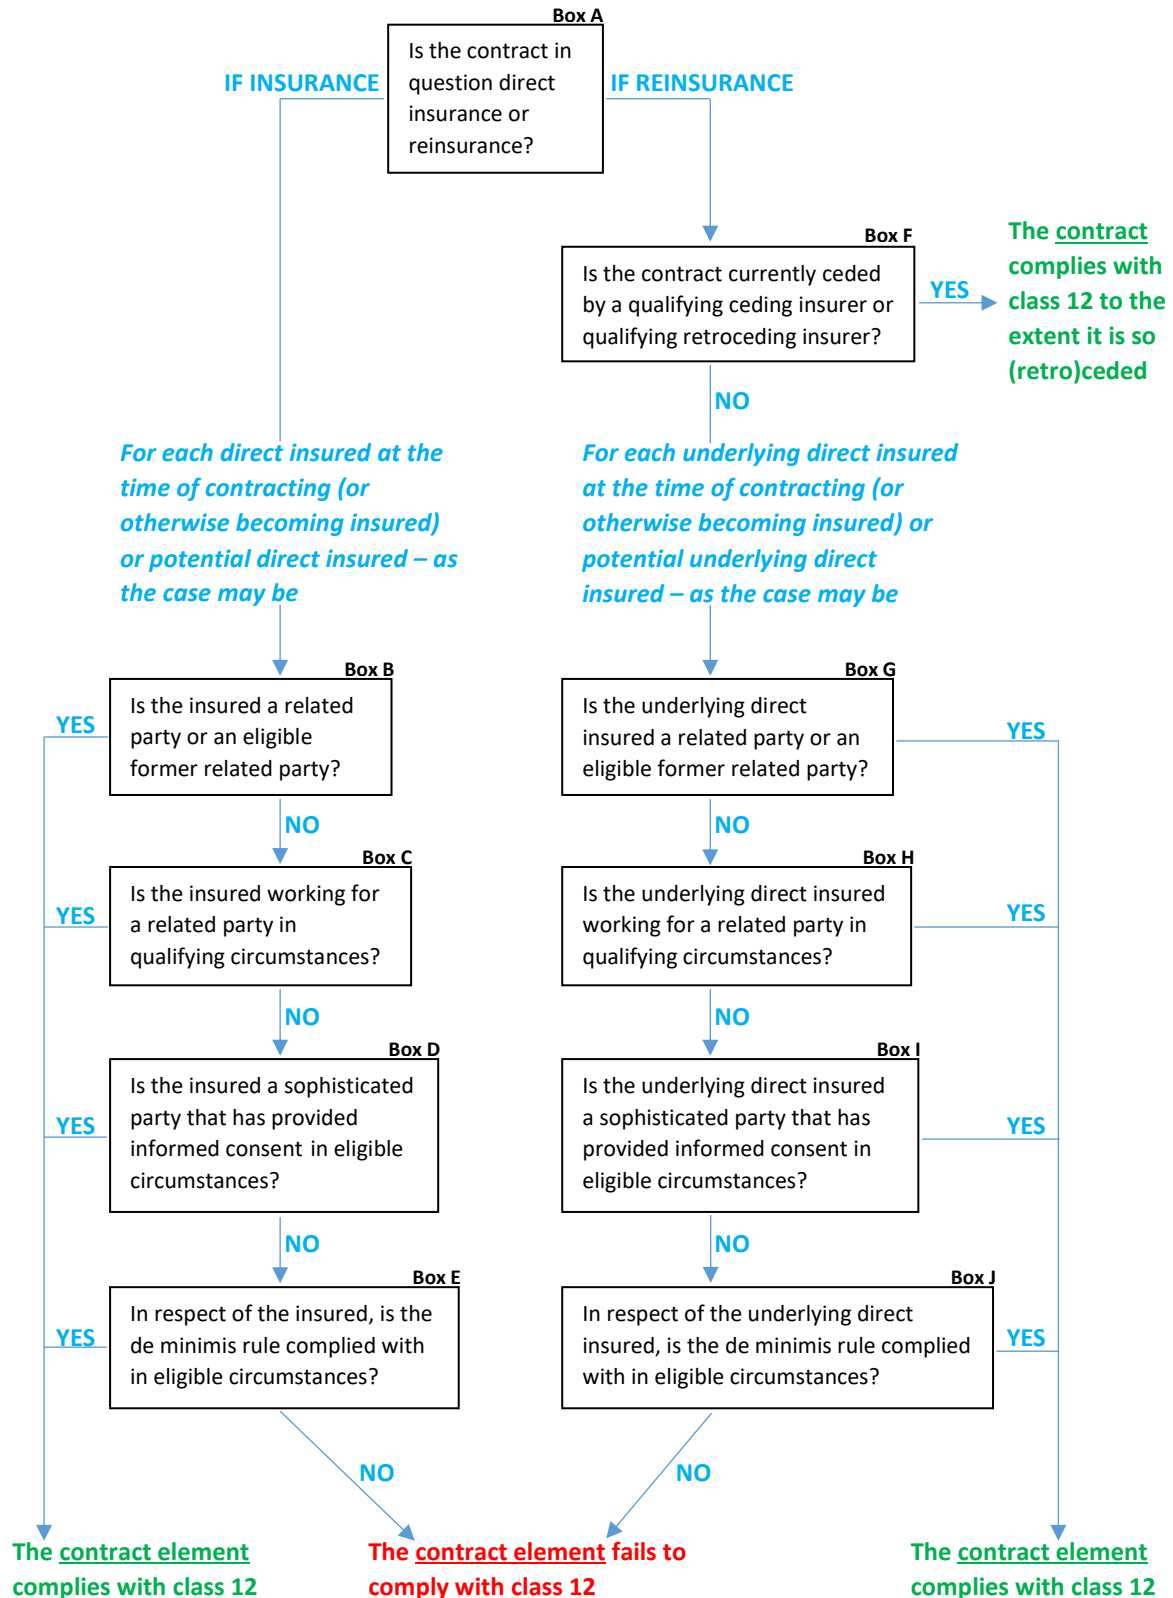 Box A
Is the contract in
question direct
insurance or
reinsurance?
IF INSURANCE
IF REINSURANCE
Box F
Is the contract currently ceded
by a qualifying ceding insurer or
qualifying retroceding insurer?
YES
The contract
complies with
class 12 to the
extent it is so
(retro)ceded
NO
For each direct insured at the
time of contracting (or
otherwise becoming insured)
or potential direct insured – as
the case may be
For each underlying direct insured
at the time of contracting (or
otherwise becoming insured) or
potential underlying direct
insured – as the case may be
Box B
Is the insured a related
party or an eligible
former related party?
YES
NO
Box G
Is the underlying direct
insured a related party or an
eligible former related party?
YES
NO
Box C
Is the insured working for
a related party in
qualifying circumstances?
YES
NO
Box H
Is the underlying direct insured
working for a related party in
qualifying circumstances?
YES
NO
Box D
Is the insured a sophisticated
party that has provided
informed consent in eligible
circumstances?
YES
NO
Box I
Is the underlying direct insured
a sophisticated party that has
provided informed consent in
eligible circumstances?
YES
NO
Box E
In respect of the insured, is the
de minimis rule complied with
in eligible circumstances?
YES
NO
Box J
In respect of the underlying direct
insured, is the de minimis rule complied
with in eligible circumstances?
YES
NO
The contract element
complies with class 12
The contract element fails to
comply with class 12
The contract element
complies with class 12